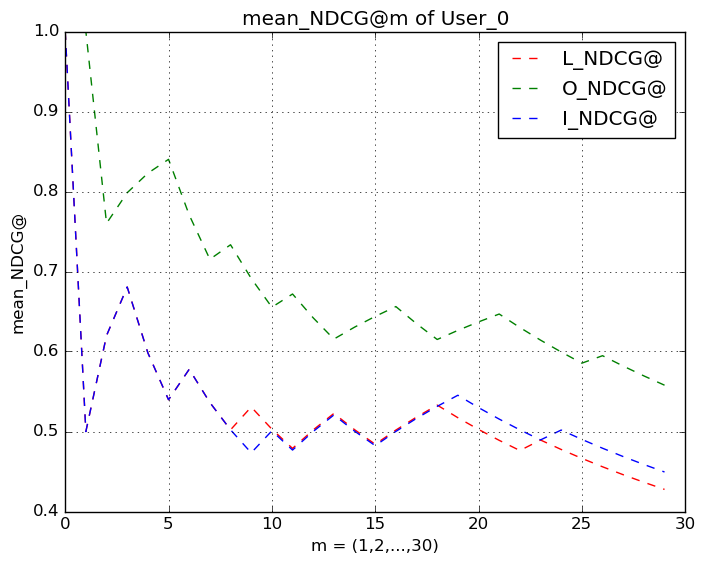 mean_NDCG@m of User_0
L_NDCG@
O_NDCG@
I_NDCG@
mean_NDCG@
1.0
0.9
0.8
0.7
0.6
0.5
0.4
0 5 10 15 20 25 30
m = (1,2,...,30)